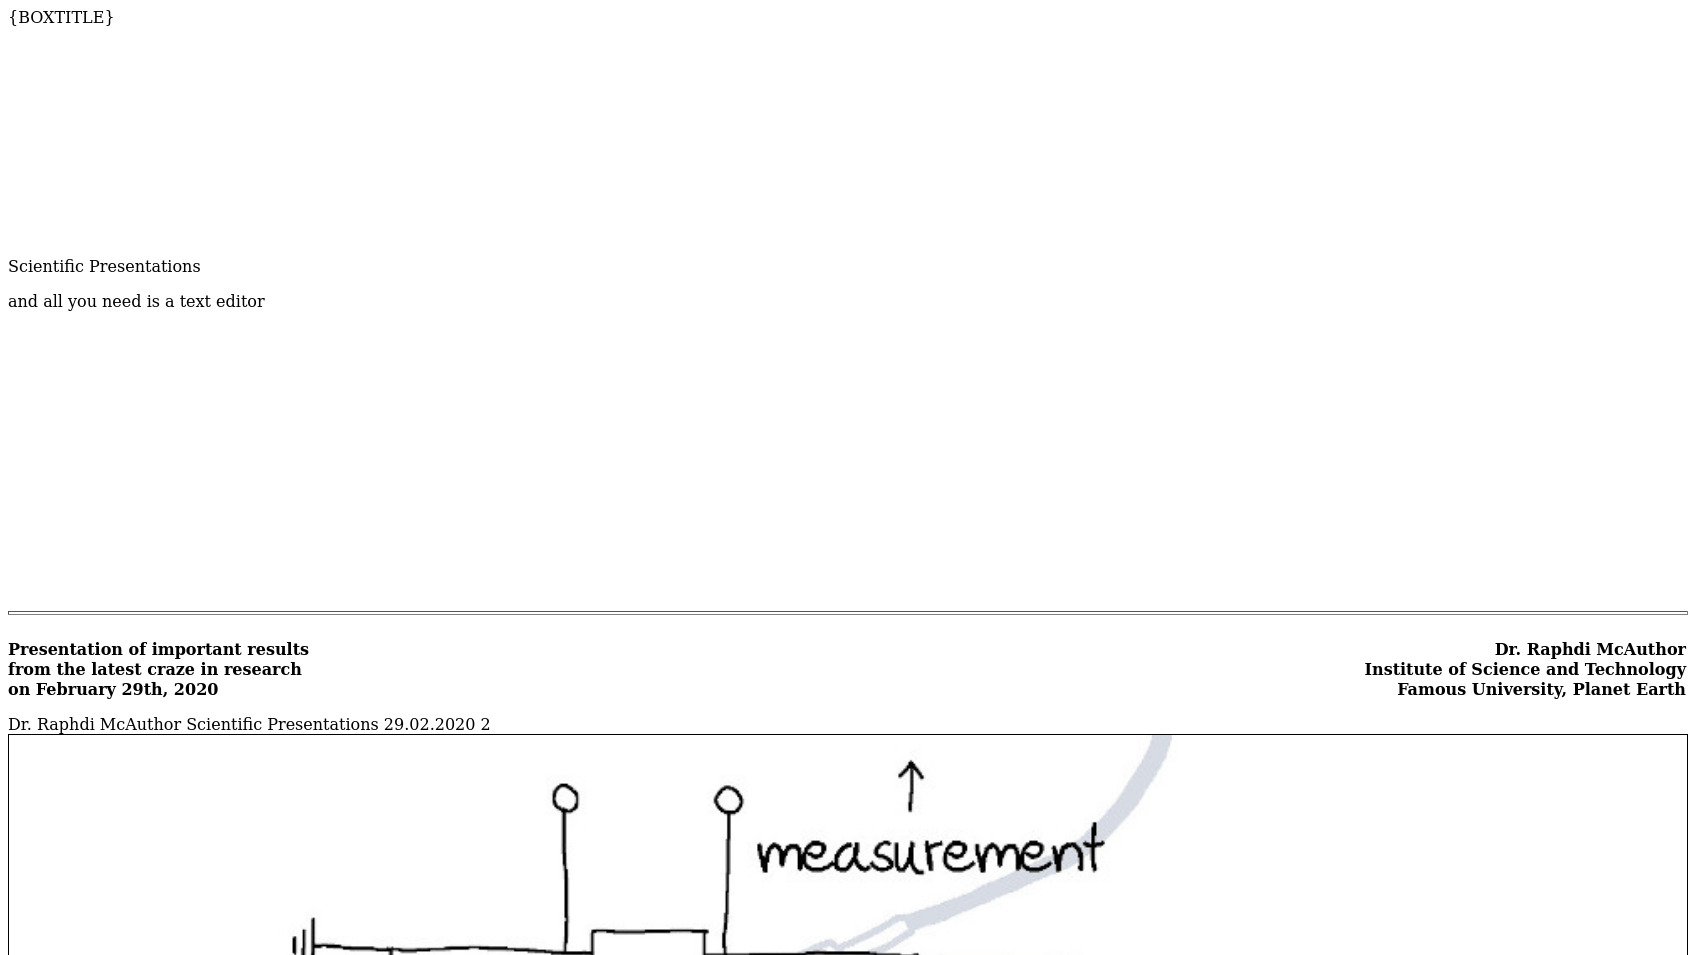 {BOXTITLE}
Scientific Presentations
and all you need is a text editor
Presentation of important results
from the latest craze in research
on February 29th, 2020
Dr. Raphdi McAuthor
Institute of Science and Technology
Famous University, Planet Earth
Dr. Raphdi McAuthor Scientific Presentations 29.02.2020 2
measurement